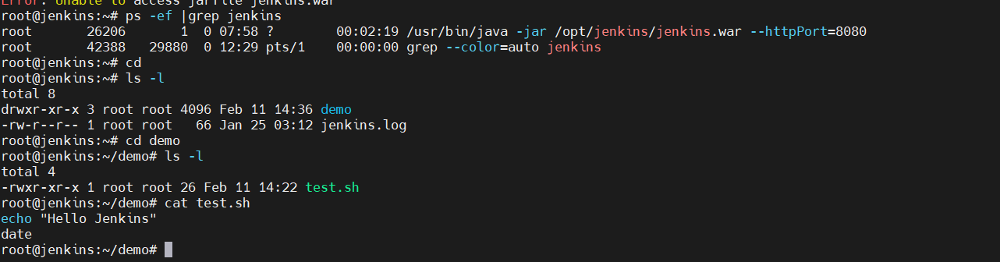 Error: Unable to access jarfile jenkins.war
root@jenkins:~# ps -ef |grep jenkins
root       26206       1  0 07:58 ?        00:02:19 /usr/bin/java -jar /opt/jenkins/jenkins.war --httpPort=8080
root       42388   29880  0 12:29 pts/1    00:00:00 grep --color=auto jenkins
root@jenkins:~# cd
root@jenkins:~# ls -l
total 8
drwxr-xr-x 3 root root 4096 Feb 11 14:36 demo
-rw-r--r-- 1 root root   66 Jan 25 03:12 jenkins.log
root@jenkins:~# cd demo
root@jenkins:~/demo# ls -l
total 4
-rwxr-xr-x 1 root root 26 Feb 11 14:22 test.sh
root@jenkins:~/demo# cat test.sh
echo "Hello Jenkins"
date
root@jenkins:~/demo#